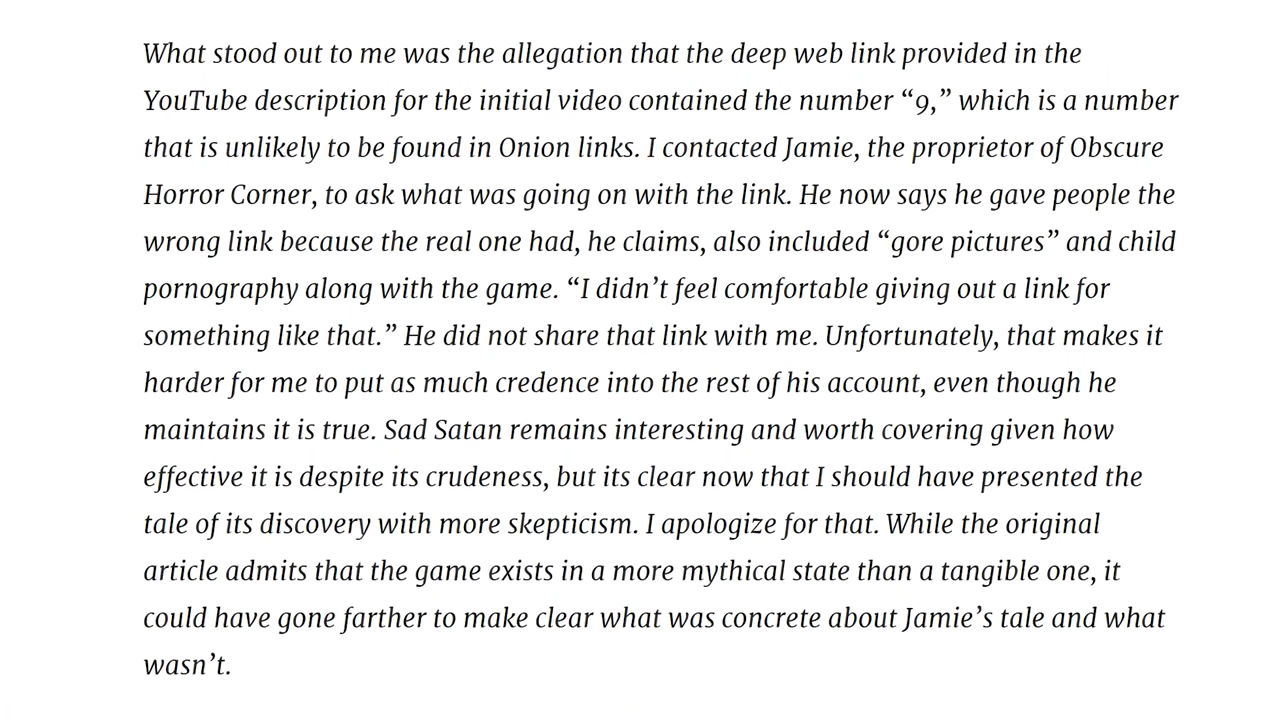 What stood out to me was the allegation that the deep web link provided in the
YouTube description for the initial video contained the number “9,” which is a number
that is unlikely to be found in Onion links. I contacted Jamie, the proprietor of Obscure
Horror Corner, to ask what was going on with the link. He now says he gave people the
wrong link because the real one had, he claims, also included “gore pictures” and child
pornography along with the game. “I didn’t feel comfortable giving out a link for
something like that.” He did not share that link with me. Unfortunately, that makes it
harder for me to put as much credence into the rest of his account, even though he
maintains it is true. Sad Satan remains interesting and worth covering given how
effective it is despite its crudeness, but its clear now that I should have presented the
tale of its discovery with more skepticism. I apologize for that. While the original
article admits that the game exists in a more mythical state than a tangible one, it
could have gone farther to make clear what was concrete about Jamie’s tale and what
wasn’t.